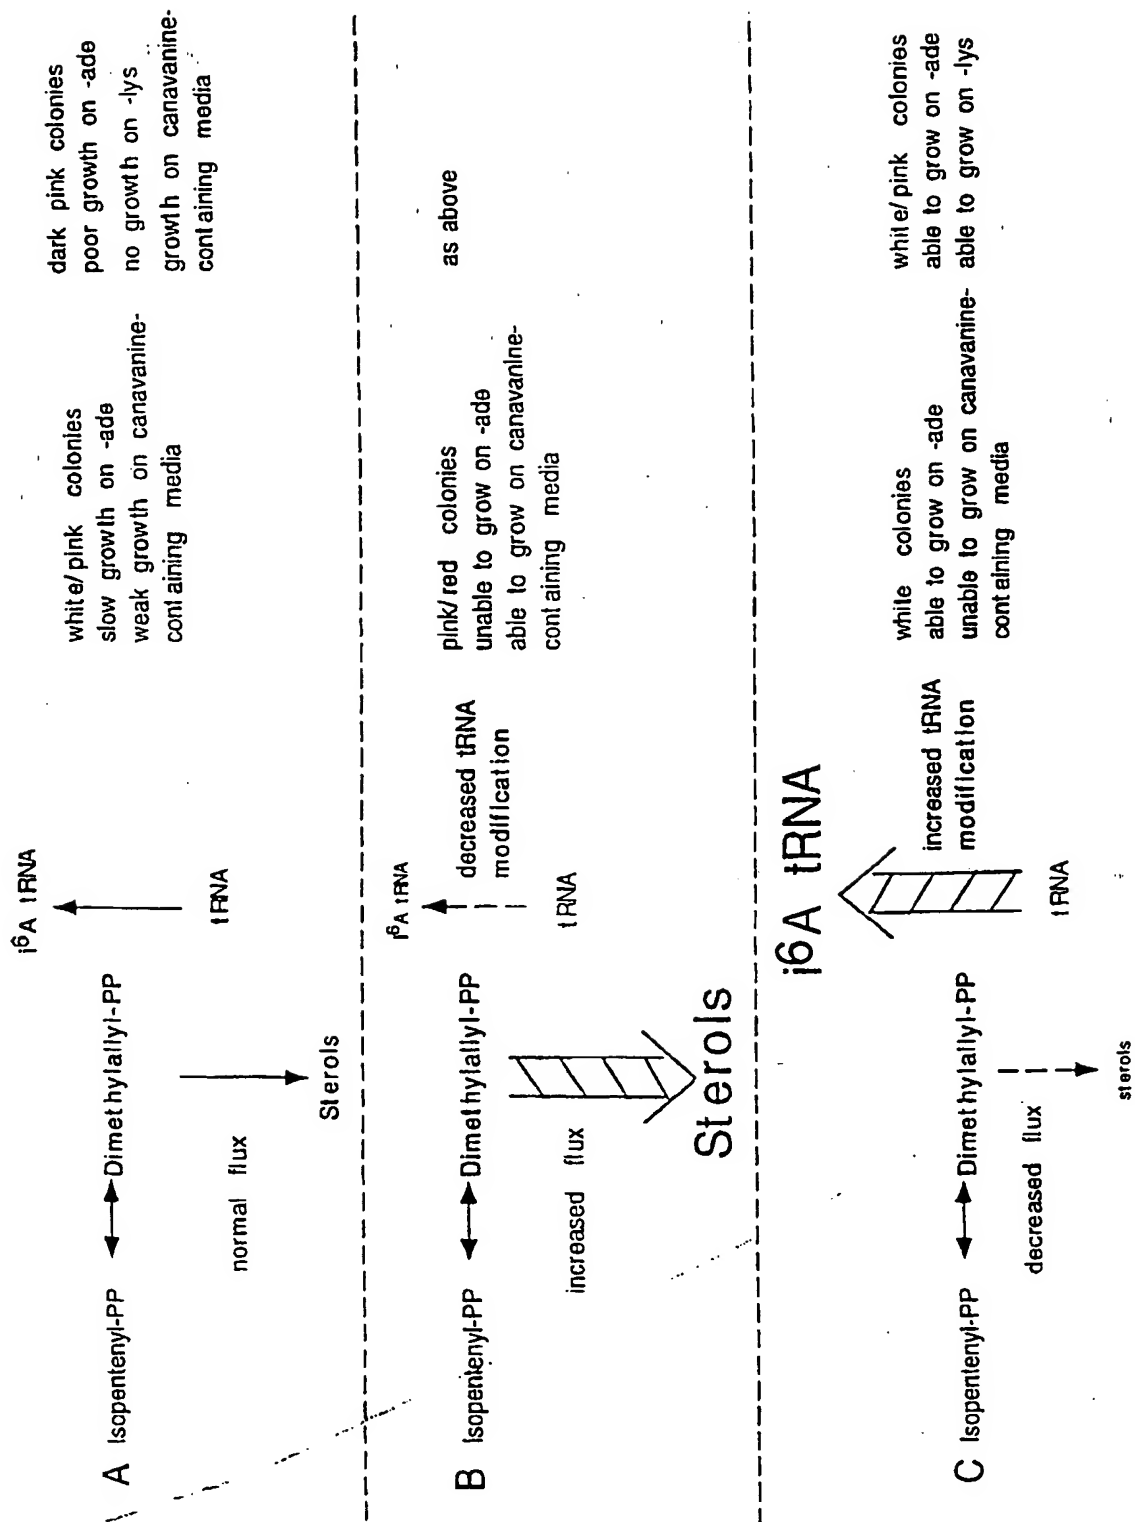 A
i6A tRNA
Isopentenyl-PP
Dimethylallyl-PP
tRNA
normal flux
Sterols
white/pink colonies
slow growth on -ade
weak growth on canavanine-
containing media
dark pink colonies
poor growth on -ade
no growth on -lys
growth on canavanine-
containing media
B
i6A tRNA
Isopentenyl-PP
Dimethylallyl-PP
decreased tRNA
modification
tRNA
increased flux
Sterols
pink/red colonies
unable to grow on -ade
able to grow on canavanine-
containing media
as above
C
i6A tRNA
Isopentenyl-PP
Dimethylallyl-PP
increased tRNA
modification
tRNA
decreased flux
sterols
white colonies
able to grow on -ade
unable to grow on canavanine-
containing media
white/pink colonies
able to grow on -ade
able to grow on -lys